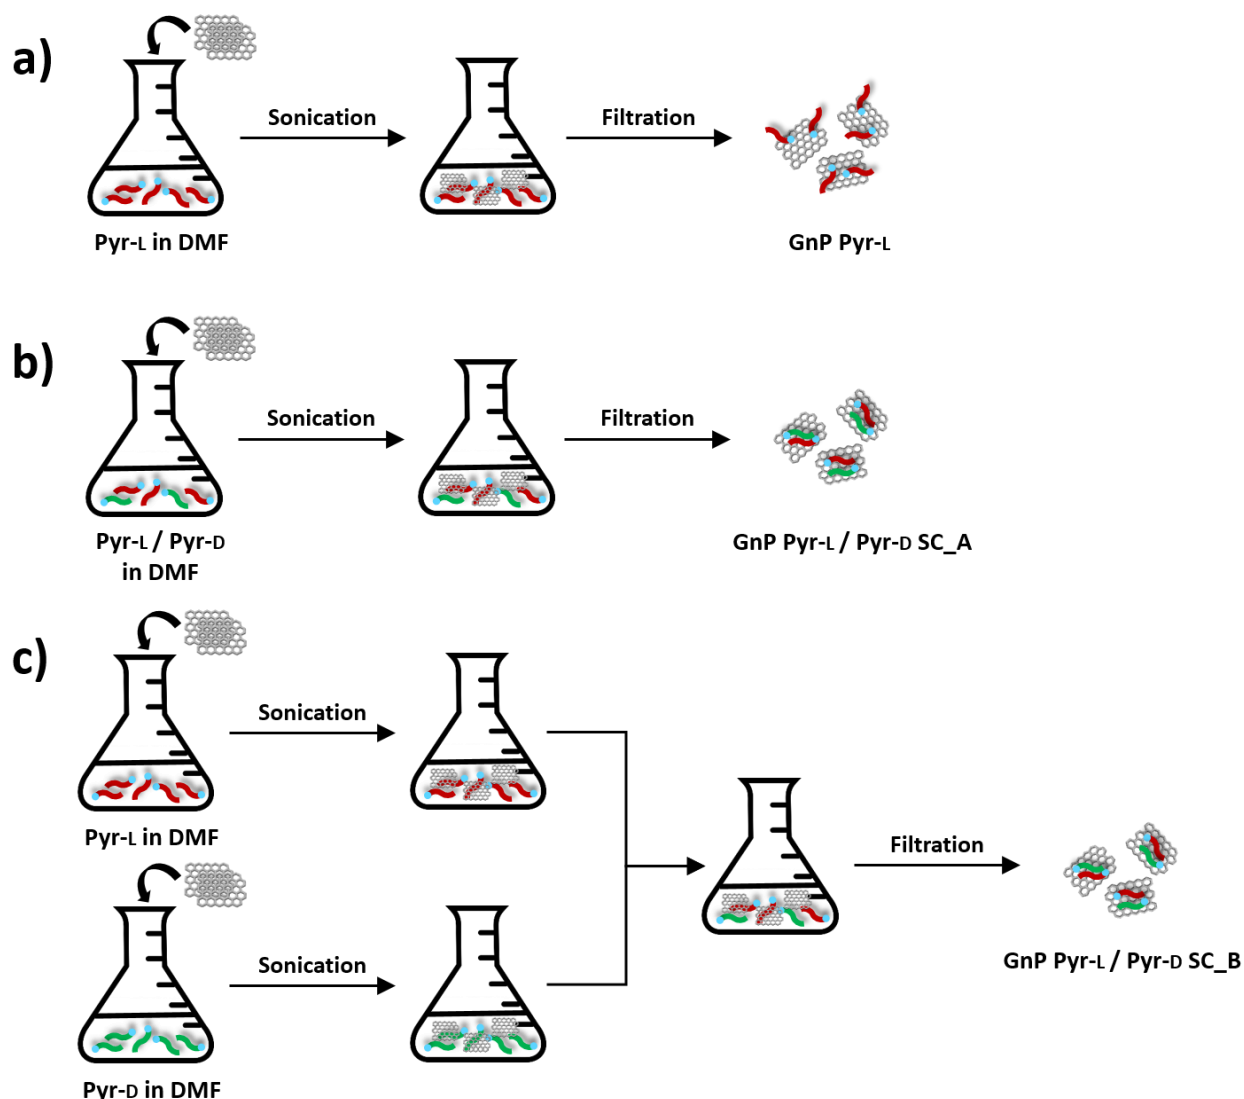 a)
Sonication
Filtration
Pyr-L in DMF
GnP Pyr-L
b)
Sonication
Filtration
Pyr-L / Pyr-D
in DMF
GnP Pyr-L / Pyr-D SC_A
c)
Sonication
Pyr-L in DMF
Filtration
Sonication
GnP Pyr-L / Pyr-D SC_B
Pyr-D in DMF